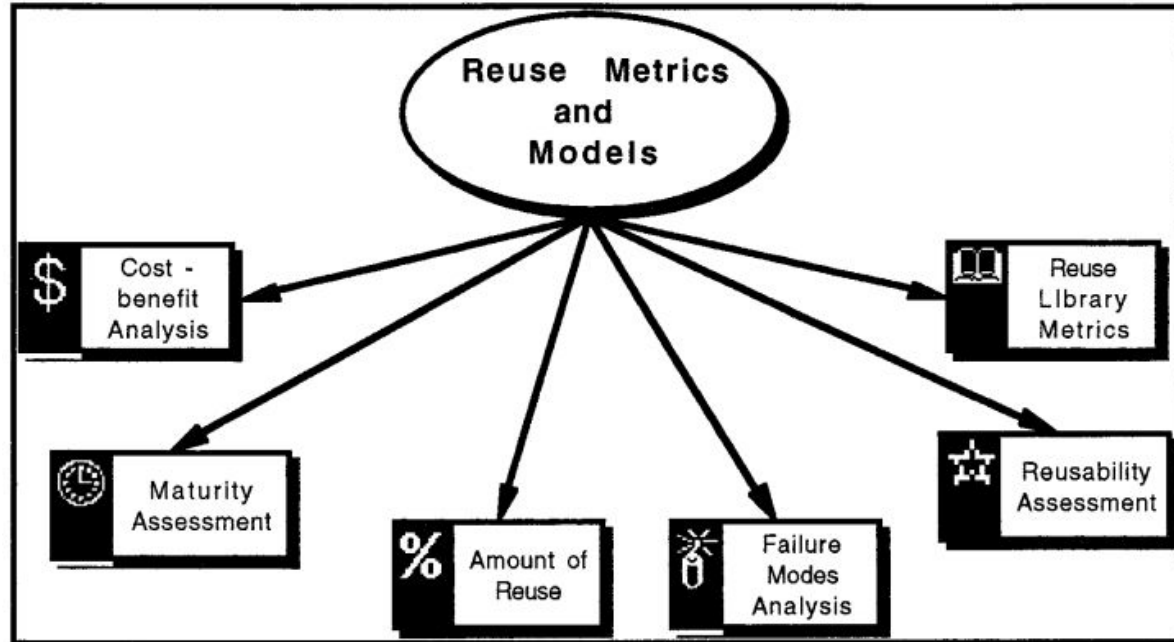 Reuse Metrics
and
Models
$
Cost -
benefit
Analysis
Reuse
LIbrary
Metrics
Maturity
Assessment
Reusability
Assessment
%
Amount of
Reuse
Failure
Modes
Analysis